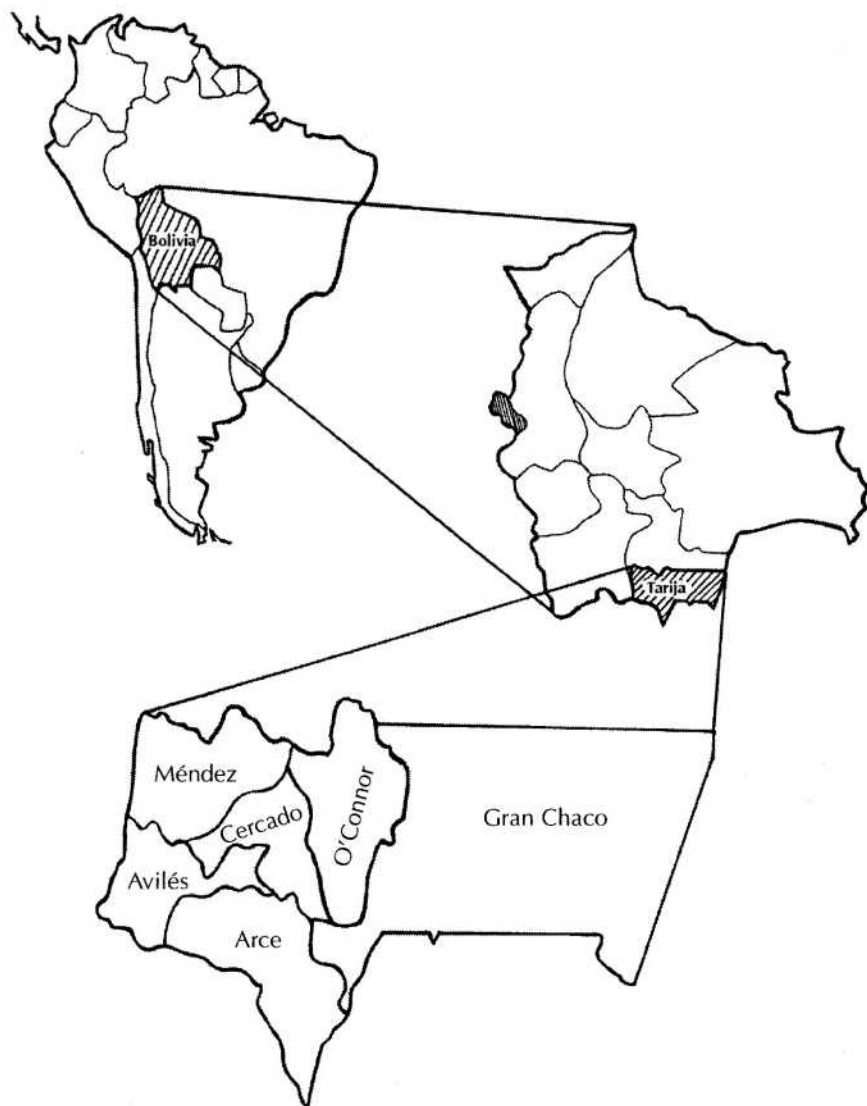 Bolivia
Tarija
Méndez
Cercado
O'Connor
Gran Chaco
Avilés
Arce